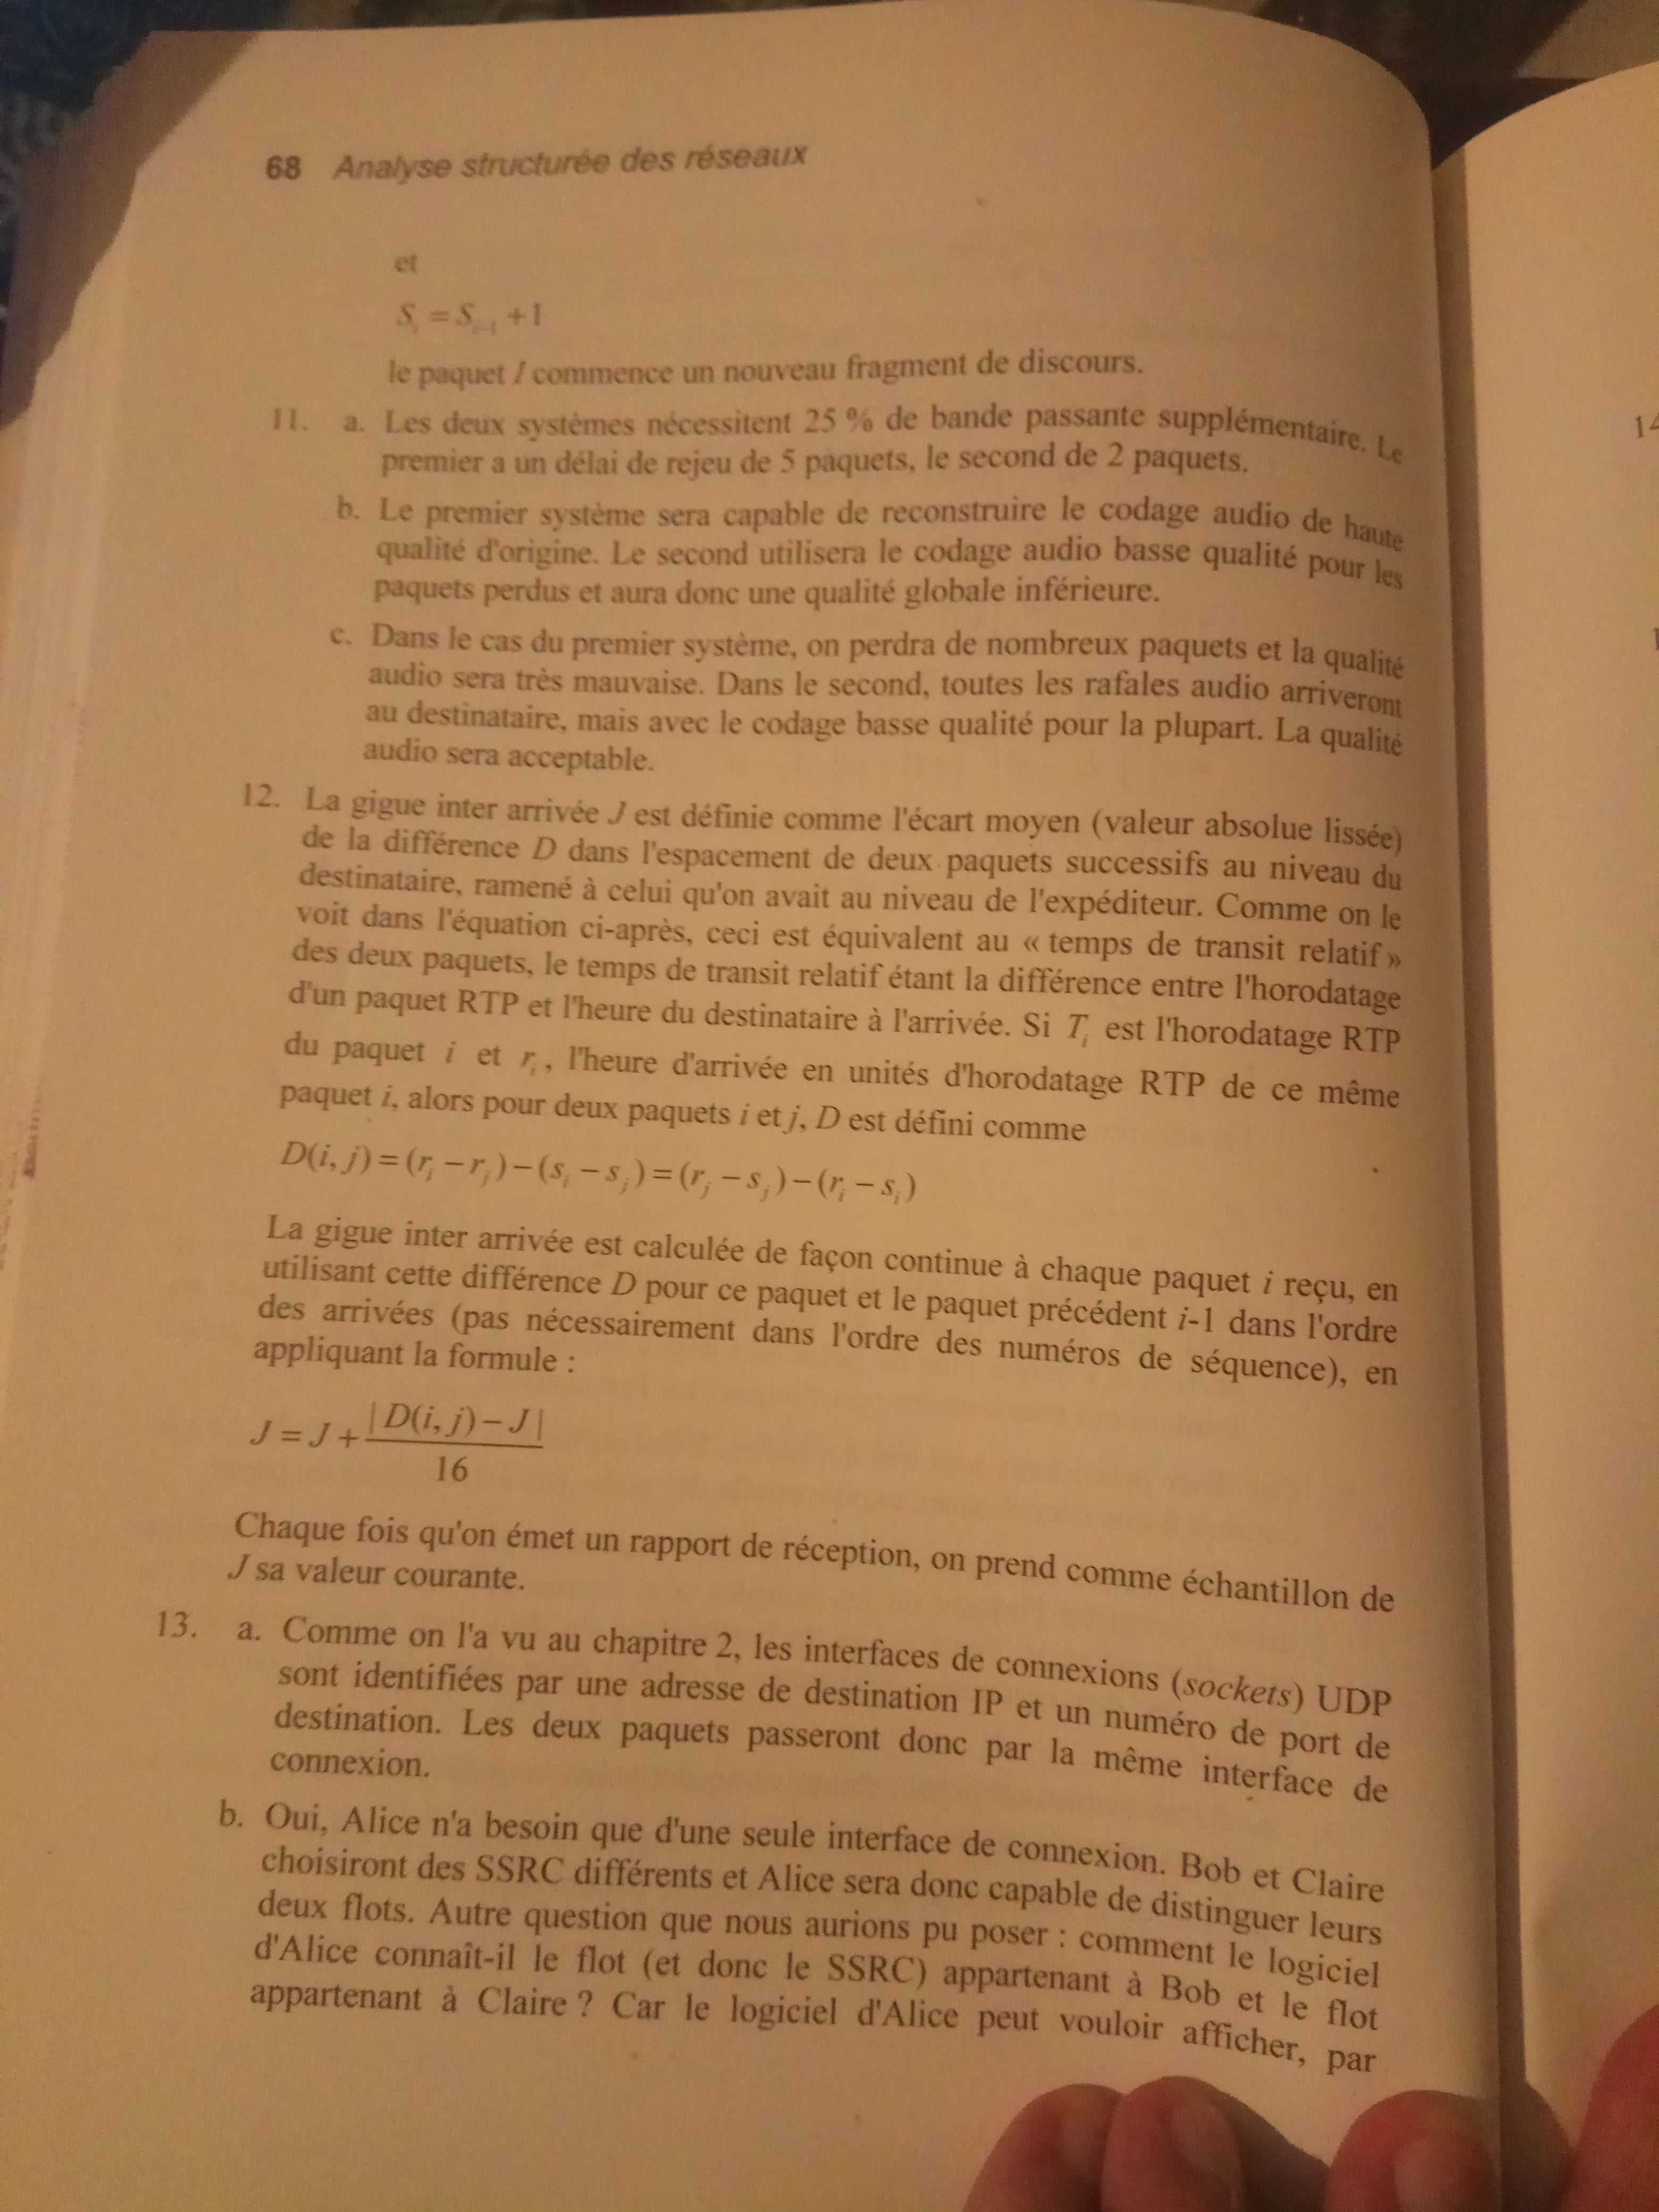 68 Analyse structurée des réseaux
et
S_i = S_{i-1} + 1
le paquet I commence un nouveau fragment de discours.
11. a. Les deux systèmes nécessitent 25 % de bande passante supplémentaire. Le
premier a un délai de rejeu de 5 paquets, le second de 2 paquets.
b. Le premier système sera capable de reconstruire le codage audio de haute
qualité d'origine. Le second utilisera le codage audio basse qualité pour les
paquets perdus et aura donc une qualité globale inférieure.
c. Dans le cas du premier système, on perdra de nombreux paquets et la qualité
audio sera très mauvaise. Dans le second, toutes les rafales audio arriveront
au destinataire, mais avec le codage basse qualité pour la plupart. La qualité
audio sera acceptable.
12. La gigue inter arrivée J est définie comme l'écart moyen (valeur absolue lissée)
de la différence D dans l'espacement de deux paquets successifs au niveau du
destinataire, ramené à celui qu'on avait au niveau de l'expéditeur. Comme on le
voit dans l'équation ci-après, ceci est équivalent au « temps de transit relatif »
des deux paquets, le temps de transit relatif étant la différence entre l'horodatage
d'un paquet RTP et l'heure du destinataire à l'arrivée. Si T_i est l'horodatage RTP
du paquet i et r_i, l'heure d'arrivée en unités d'horodatage RTP de ce même
paquet i, alors pour deux paquets i et j, D est défini comme
D(i, j) = (r_i − r_j) − (s_i − s_j) = (r_j − s_j) − (r_i − s_i)
La gigue inter arrivée est calculée de façon continue à chaque paquet i reçu, en
utilisant cette différence D pour ce paquet et le paquet précédent i-1 dans l'ordre
des arrivées (pas nécessairement dans l'ordre des numéros de séquence), en
appliquant la formule :
J = J + | D(i, j) − J |
16
Chaque fois qu'on émet un rapport de réception, on prend comme échantillon de
J sa valeur courante.
13. a. Comme on l'a vu au chapitre 2, les interfaces de connexions (sockets) UDP
sont identifiées par une adresse de destination IP et un numéro de port de
destination. Les deux paquets passeront donc par la même interface de
connexion.
b. Oui, Alice n'a besoin que d'une seule interface de connexion. Bob et Claire
choisiront des SSRC différents et Alice sera donc capable de distinguer leurs
deux flots. Autre question que nous aurions pu poser : comment le logiciel
d'Alice connaît-il le flot (et donc le SSRC) appartenant à Bob et le flot
appartenant à Claire ? Car le logiciel d'Alice peut vouloir afficher, par